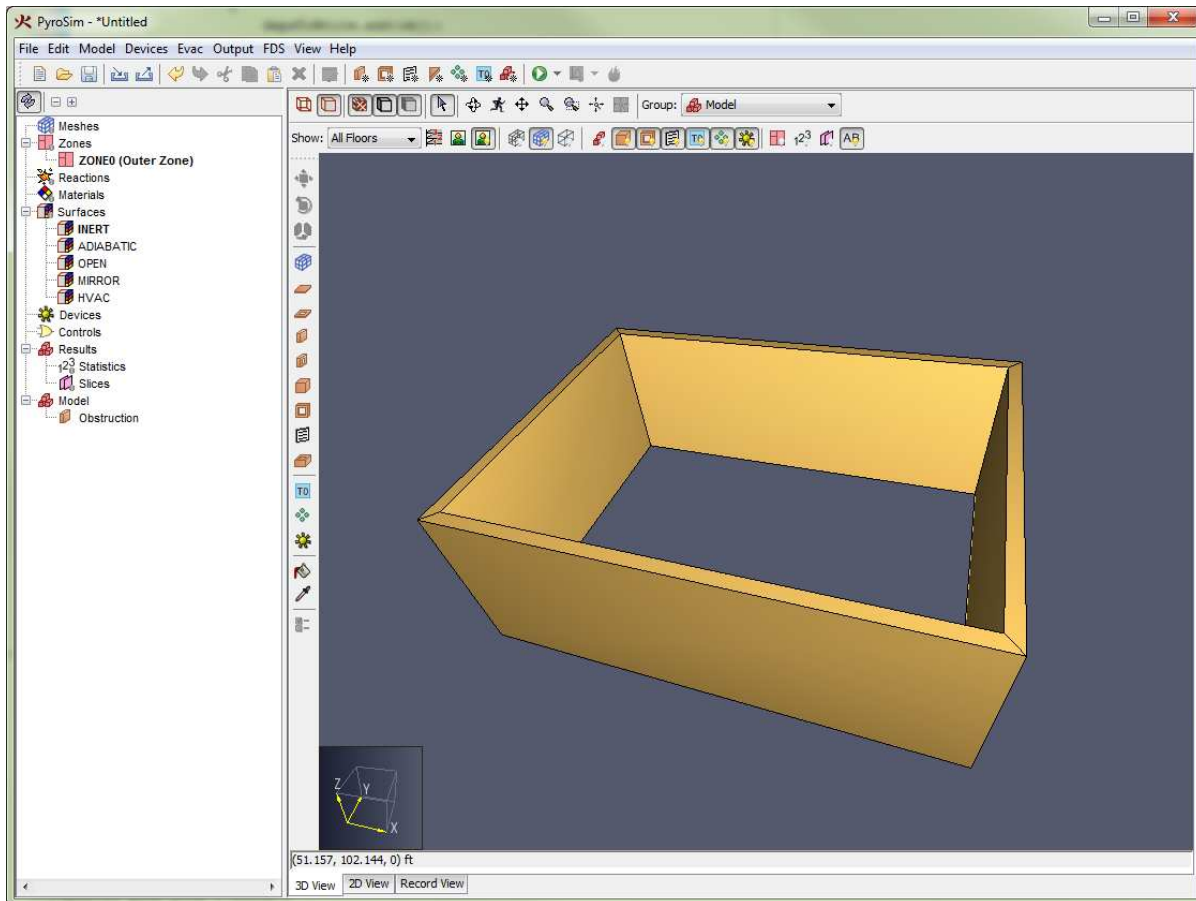 PyroSim - *Untitled
File Edit Model Devices Evac Output FDS View Help
Group: Model
Show: All Floors
Meshes
Zones
ZONE0 (Outer Zone)
Reactions
Materials
Surfaces
INERT
ADIABATIC
OPEN
MIRROR
HVAC
Devices
Controls
Results
Statistics
Slices
Model
Obstruction
Z
Y
X
(51.157, 102.144, 0) ft
3D View 2D View Record View